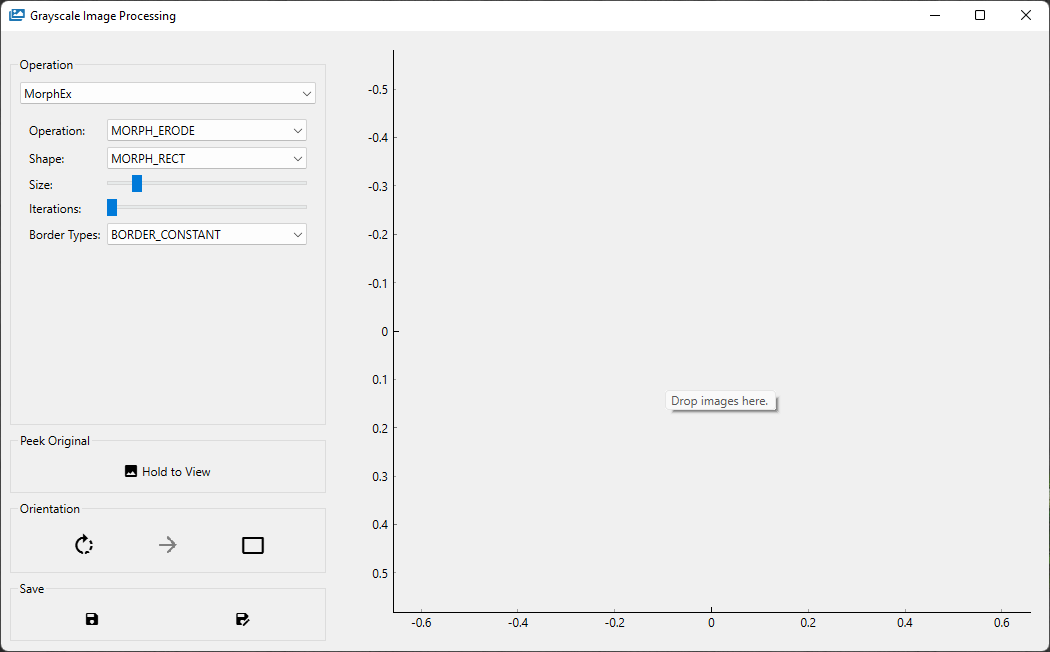 Grayscale Image Processing
Operation
MorphEx
Operation: MORPH_ERODE
Shape: MORPH_RECT
Size:
Iterations:
Border Types: BORDER_CONSTANT
Peek Original
Hold to View
Orientation
Save
-0.5
-0.4
-0.3
-0.2
-0.1
0
0.1
Drop images here.
0.2
0.3
0.4
0.5
-0.6 -0.4 -0.2 0 0.2 0.4 0.6